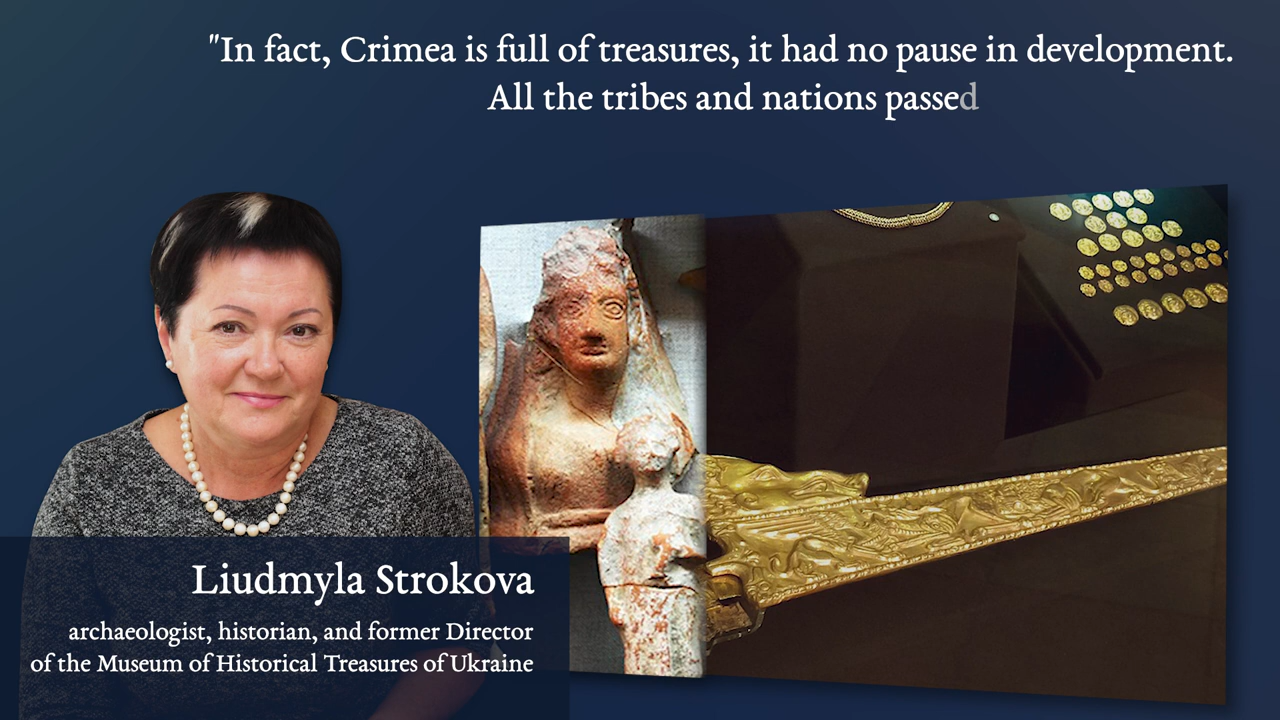 "In fact, Crimea is full of treasures, it had no pause in development.
All the tribes and nations passed
Liudmyla Strokova
archaeologist, historian, and former Director
of the Museum of Historical Treasures of Ukraine